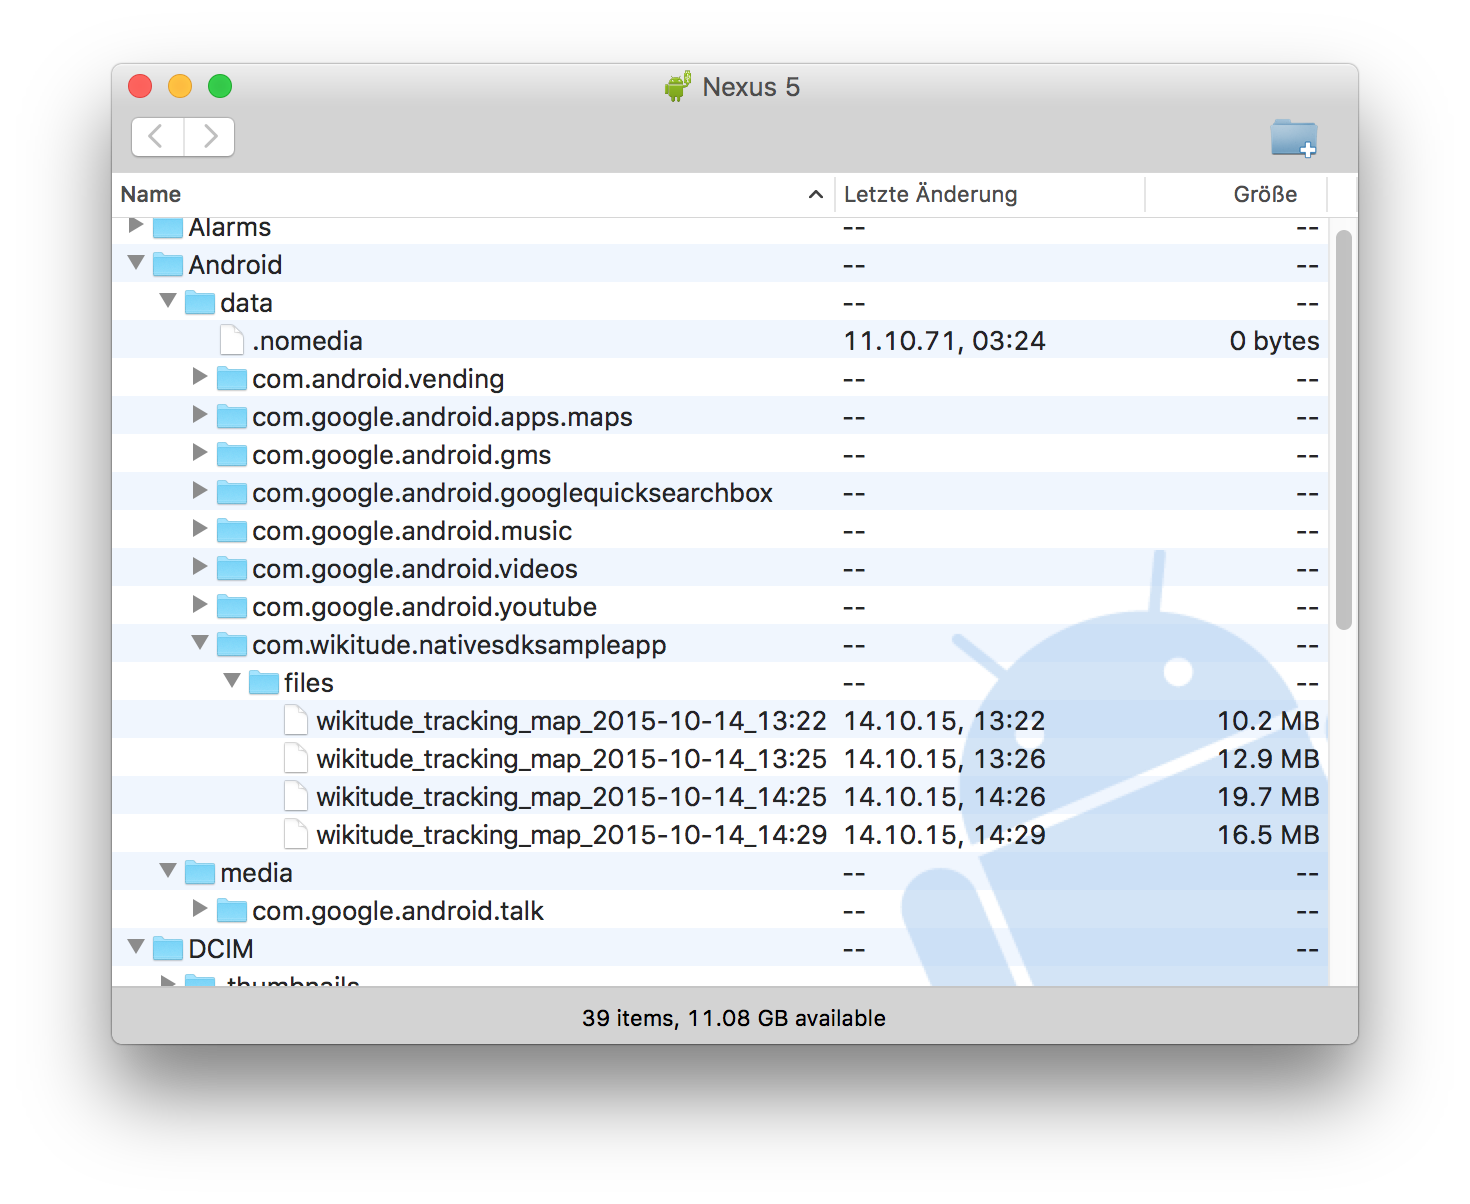 Nexus 5
Name Letzte Änderung Größe
Alarms -- --
Android -- --
data -- --
.nomedia 11.10.71, 03:24 0 bytes
com.android.vending -- --
com.google.android.apps.maps -- --
com.google.android.gms -- --
com.google.android.googlequicksearchbox -- --
com.google.android.music -- --
com.google.android.videos -- --
com.google.android.youtube -- --
com.wikitude.nativesdksampleapp -- --
files -- --
wikitude_tracking_map_2015-10-14_13:22 14.10.15, 13:22 10.2 MB
wikitude_tracking_map_2015-10-14_13:25 14.10.15, 13:26 12.9 MB
wikitude_tracking_map_2015-10-14_14:25 14.10.15, 14:26 19.7 MB
wikitude_tracking_map_2015-10-14_14:29 14.10.15, 14:29 16.5 MB
media -- --
com.google.android.talk -- --
DCIM -- --
.thumbnails
39 items, 11.08 GB available